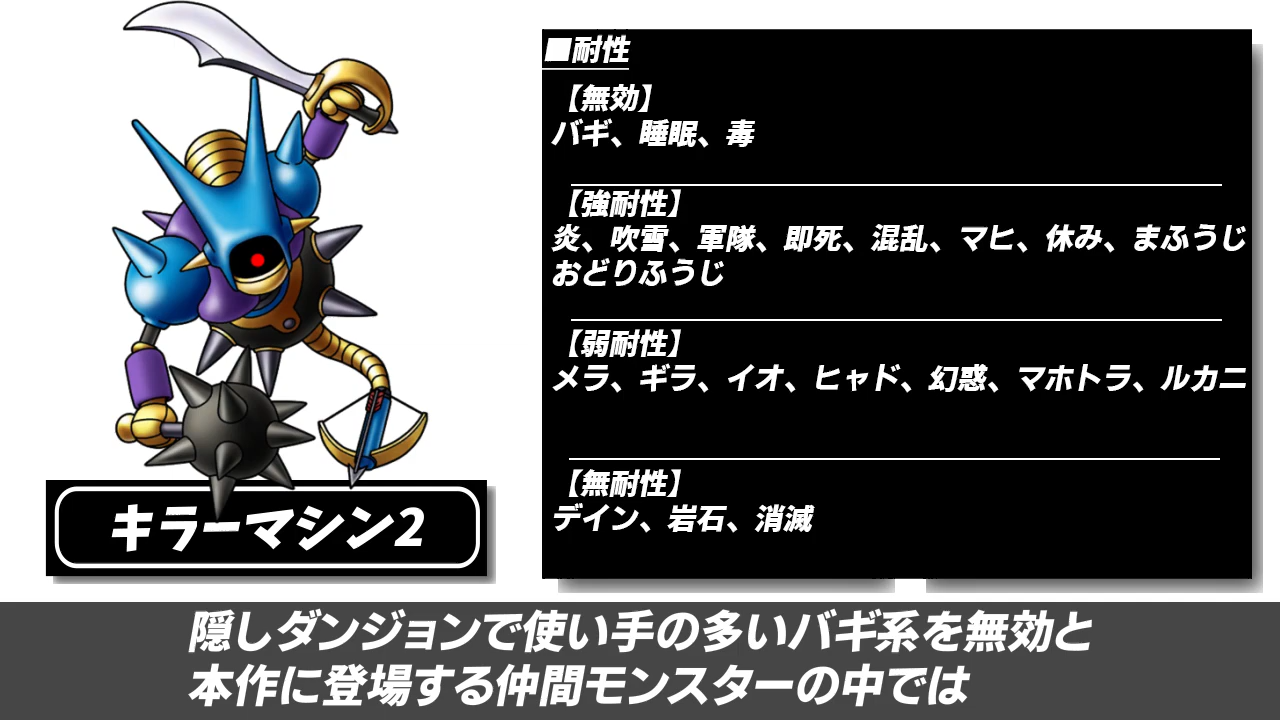 ■耐性
【無効】
バギ、睡眠、毒
【強耐性】
炎、吹雪、軍隊、即死、混乱、マヒ、休み、まふうじ
おどりふうじ
【弱耐性】
メラ、ギラ、イオ、ヒャド、幻惑、マホトラ、ルカニ
【無耐性】
デイン、岩石、消滅
キラーマシン2
隠しダンジョンで使い手の多いバギ系を無効と
本作に登場する仲間モンスターの中では